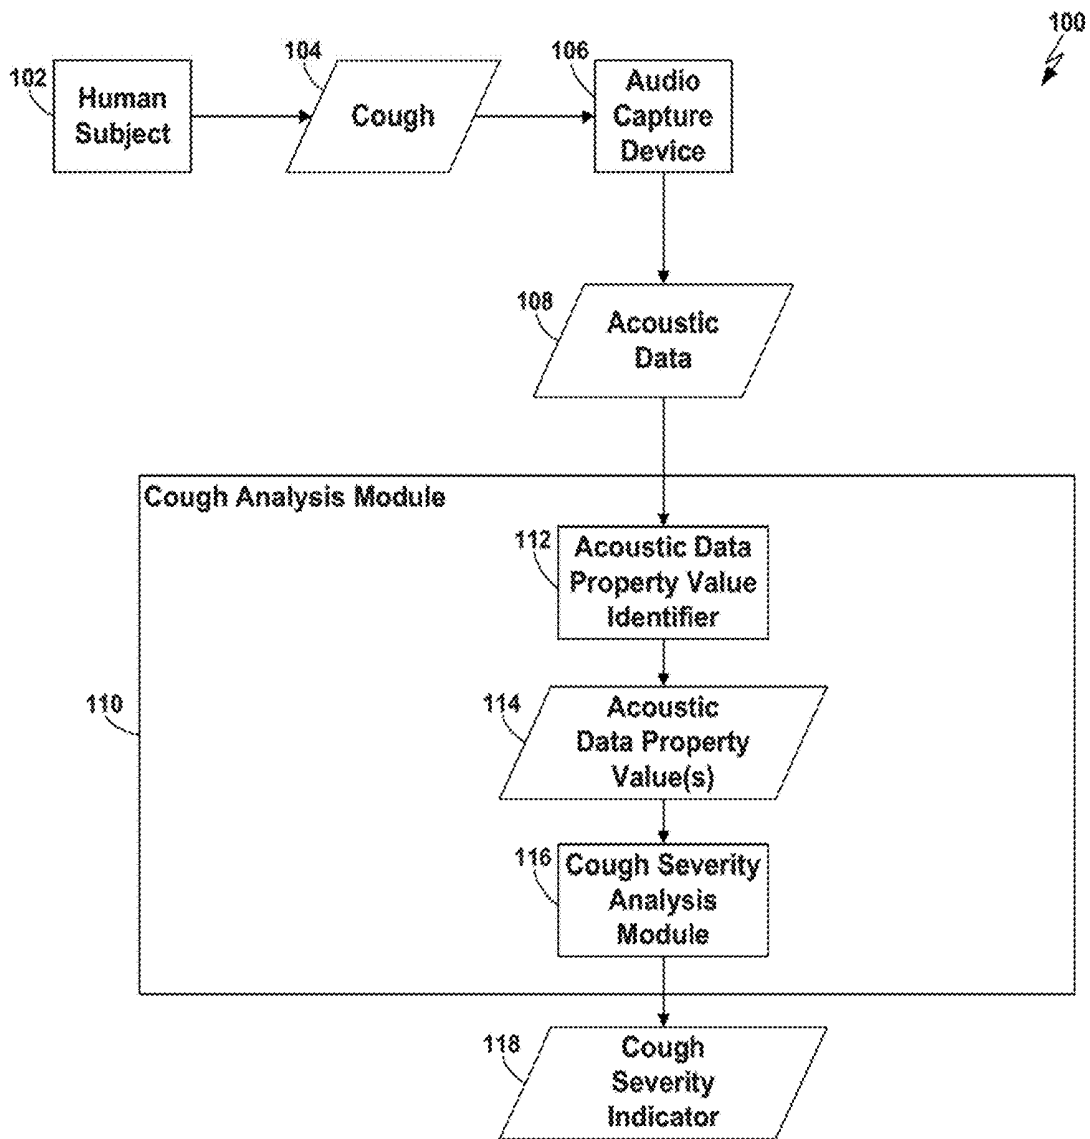 100
102
Human
Subject
104
Cough
106
Audio
Capture
Device
108
Acoustic
Data
110
Cough Analysis Module
112
Acoustic Data
Property Value
Identifier
114
Acoustic
Data Property
Value(s)
116
Cough Severity
Analysis
Module
118
Cough
Severity
Indicator